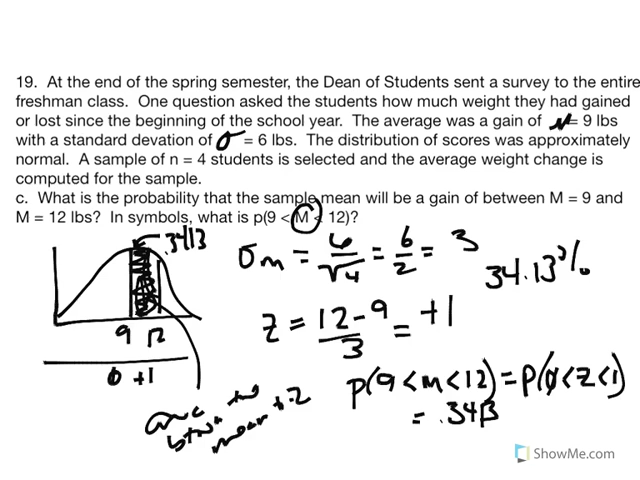 19. At the end of the spring semester, the Dean of Students sent a survey to the entire
freshman class. One question asked the students how much weight they had gained
or lost since the beginning of the school year. The average was a gain of μ = 9 lbs
with a standard devation of σ = 6 lbs. The distribution of scores was approximately
normal. A sample of n = 4 students is selected and the average weight change is
computed for the sample.
c. What is the probability that the sample mean will be a gain of between M = 9 and
M = 12 lbs? In symbols, what is p(9 < M < 12)?
.3413
σm = 6/√4 = 6/2 = 3
34.13%
z = 12-9/3 = +1
9 12
0 +1
p(9 < m < 12) = p(0 < z < 1)
= .3413
btwn
mean + z
ShowMe.com